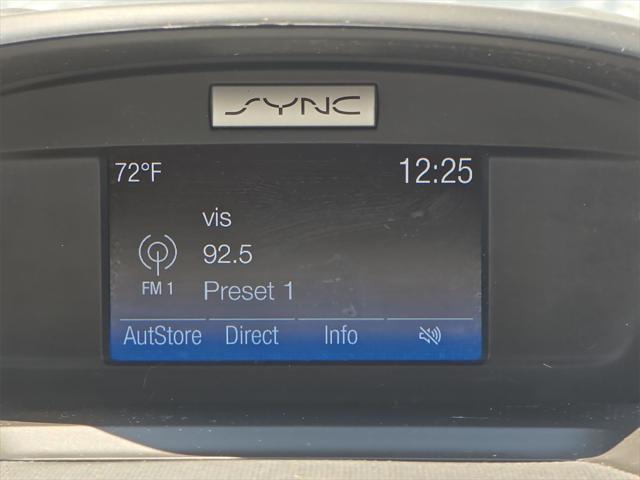 SYNC
72°F 12:25
vis
92.5
FM 1 Preset 1
AutStore Direct Info